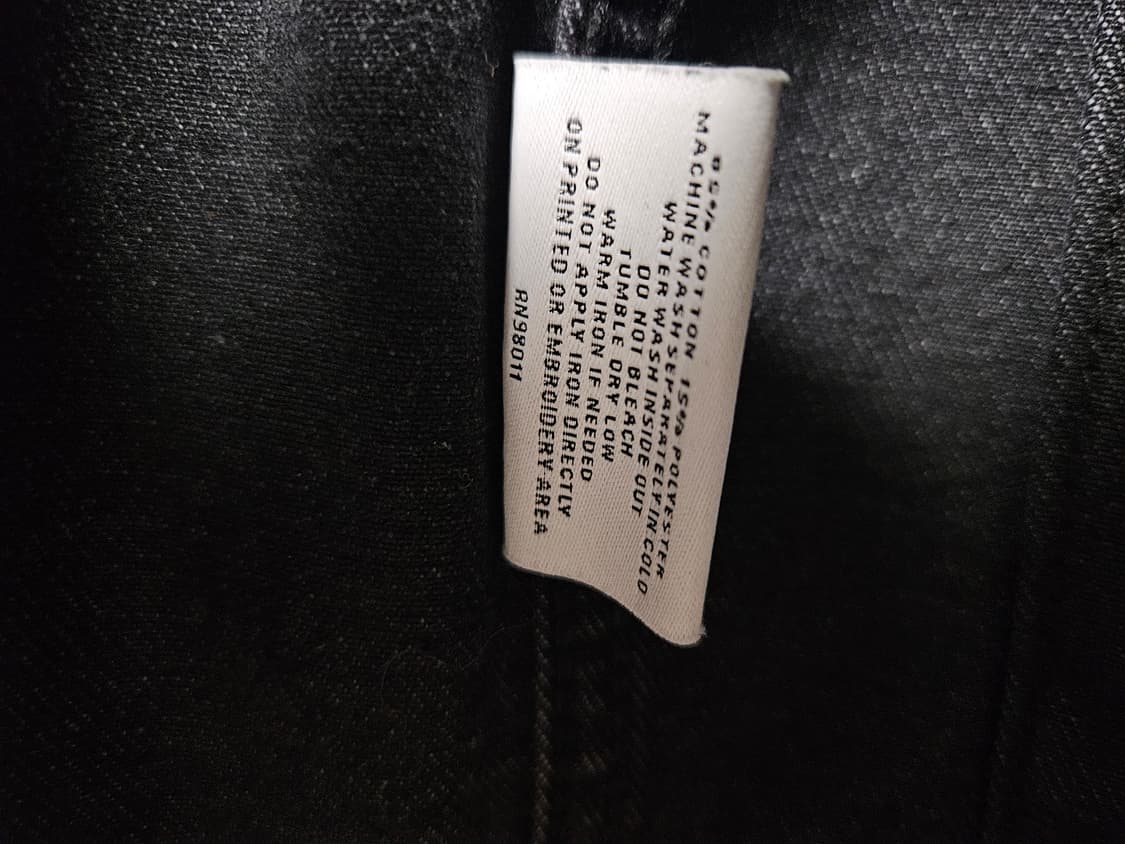 85% COTTON 15% POLYESTER
MACHINE WASH SEPARATELY IN COLD
WATER WASH INSIDE OUT
DO NOT BLEACH
TUMBLE DRY LOW
WARM IRON IF NEEDED
DO NOT APPLY IRON DIRECTLY
ON PRINTED OR EMBROIDERY AREA
RN98011